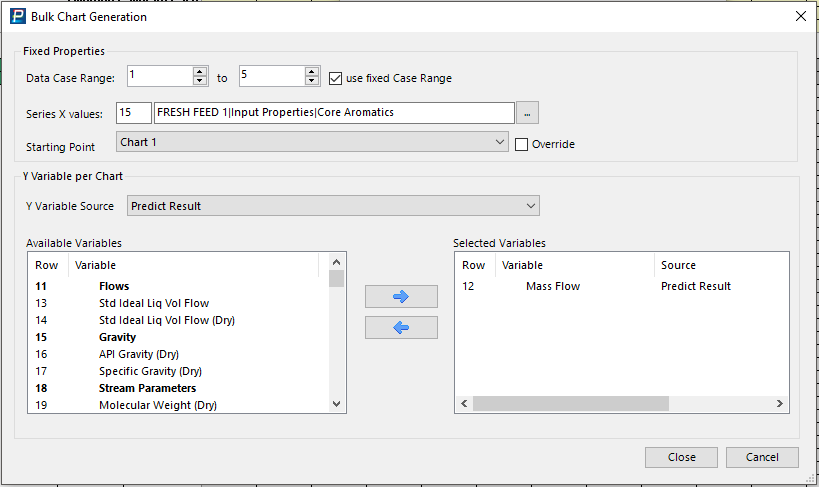 Bulk Chart Generation
Fixed Properties
Data Case Range: 1 to 5 use fixed Case Range
Series X values: 15 FRESH FEED 1|Input Properties|Core Aromatics ...
Starting Point Chart 1 Override
Y Variable per Chart
Y Variable Source Predict Result
Available Variables
Row Variable
11 Flows
13 Std Ideal Liq Vol Flow
14 Std Ideal Liq Vol Flow (Dry)
15 Gravity
16 API Gravity (Dry)
17 Specific Gravity (Dry)
18 Stream Parameters
19 Molecular Weight (Dry)
Selected Variables
Row Variable Source
12 Mass Flow Predict Result
Close Cancel